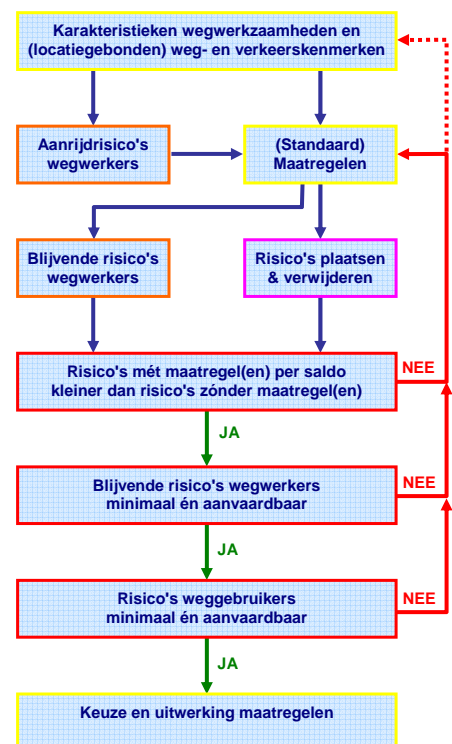 Karakteristieken wegwerkzaamheden en
(locatiegebonden) weg- en verkeerskenmerken
Aanrijdrisico's
wegwerkers
(Standaard)
Maatregelen
Blijvende risico's
wegwerkers
Risico's plaatsen
& verwijderen
Risico's mét maatregel(en) per saldo
kleiner dan risico's zónder maatregel(en)
NEE
JA
Blijvende risico's wegwerkers
minimaal én aanvaardbaar
NEE
JA
Risico's weggebruikers
minimaal én aanvaardbaar
NEE
JA
Keuze en uitwerking maatregelen